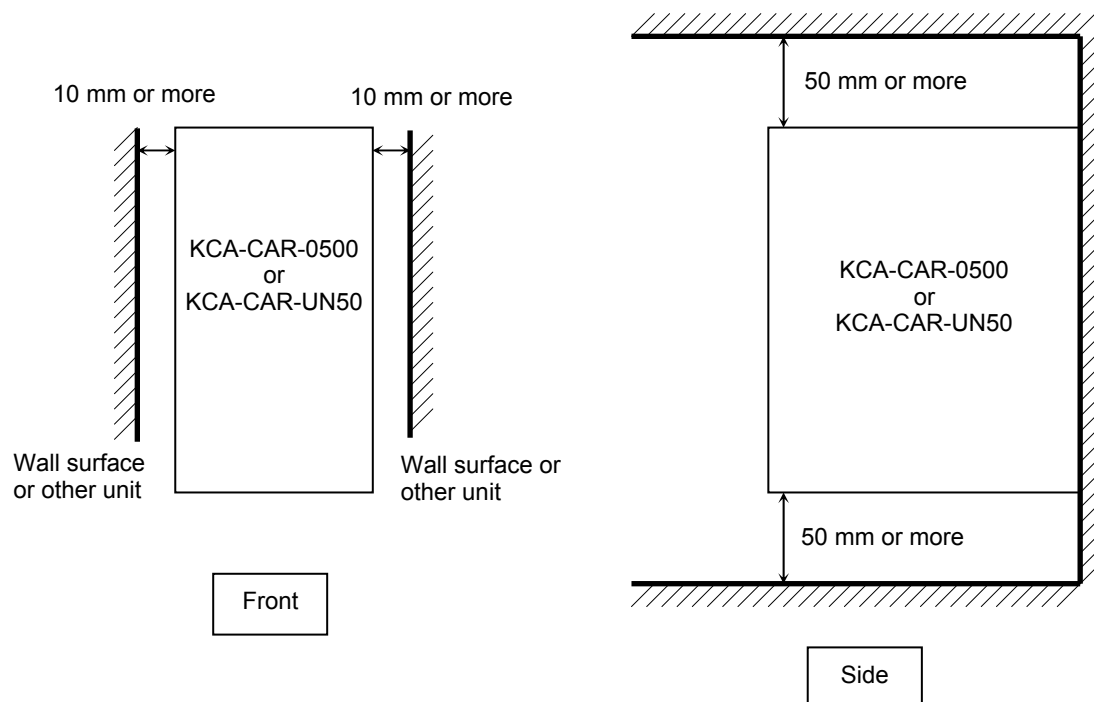 10 mm or more
10 mm or more
KCA-CAR-0500
or
KCA-CAR-UN50
Wall surface
or other unit
Wall surface or
other unit
Front
50 mm or more
KCA-CAR-0500
or
KCA-CAR-UN50
50 mm or more
Side